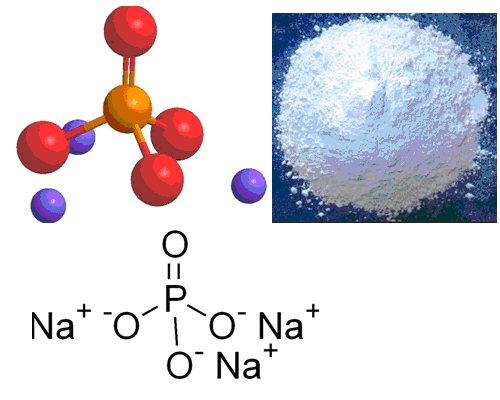 O
P
Na⁺ ⁻O O⁻ Na⁺
O⁻ Na⁺